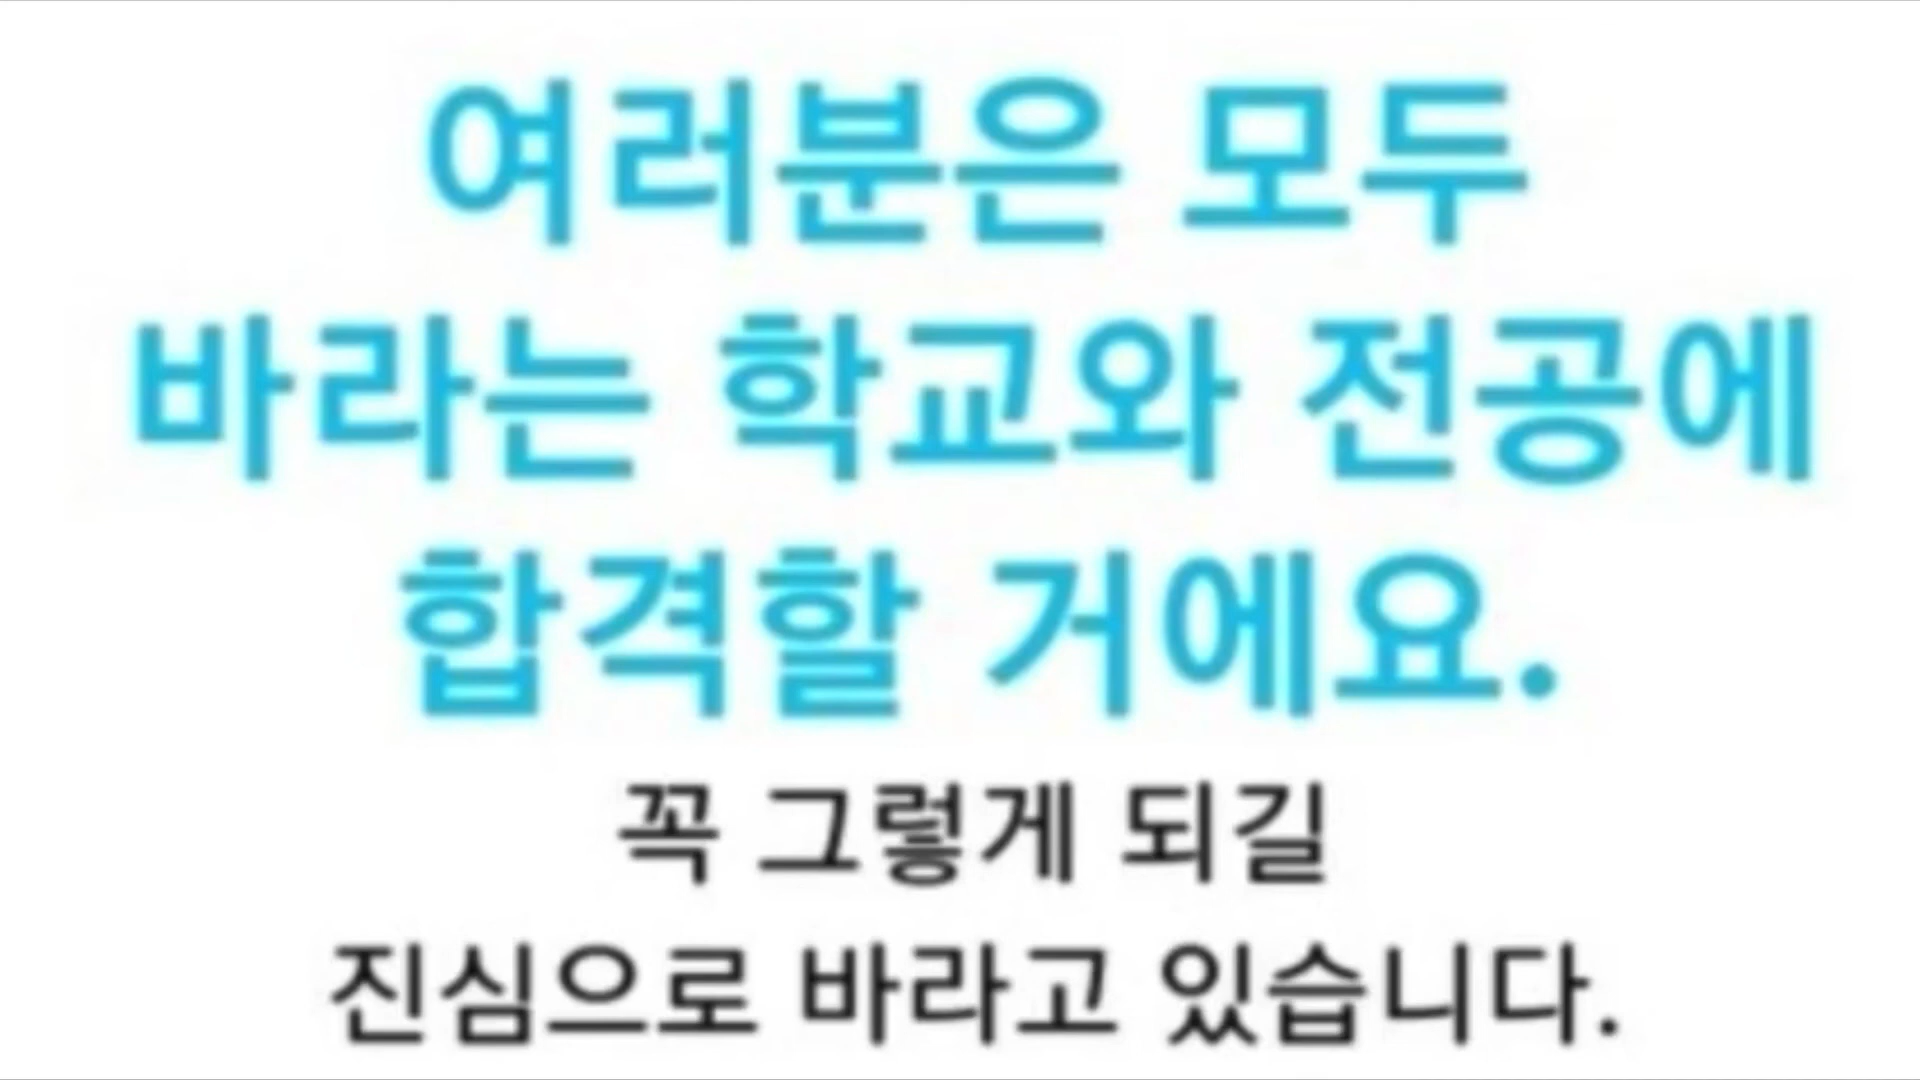 여러분은 모두
바라는 학교와 전공에
합격할 거에요.
꼭 그렇게 되길
진심으로 바라고 있습니다.